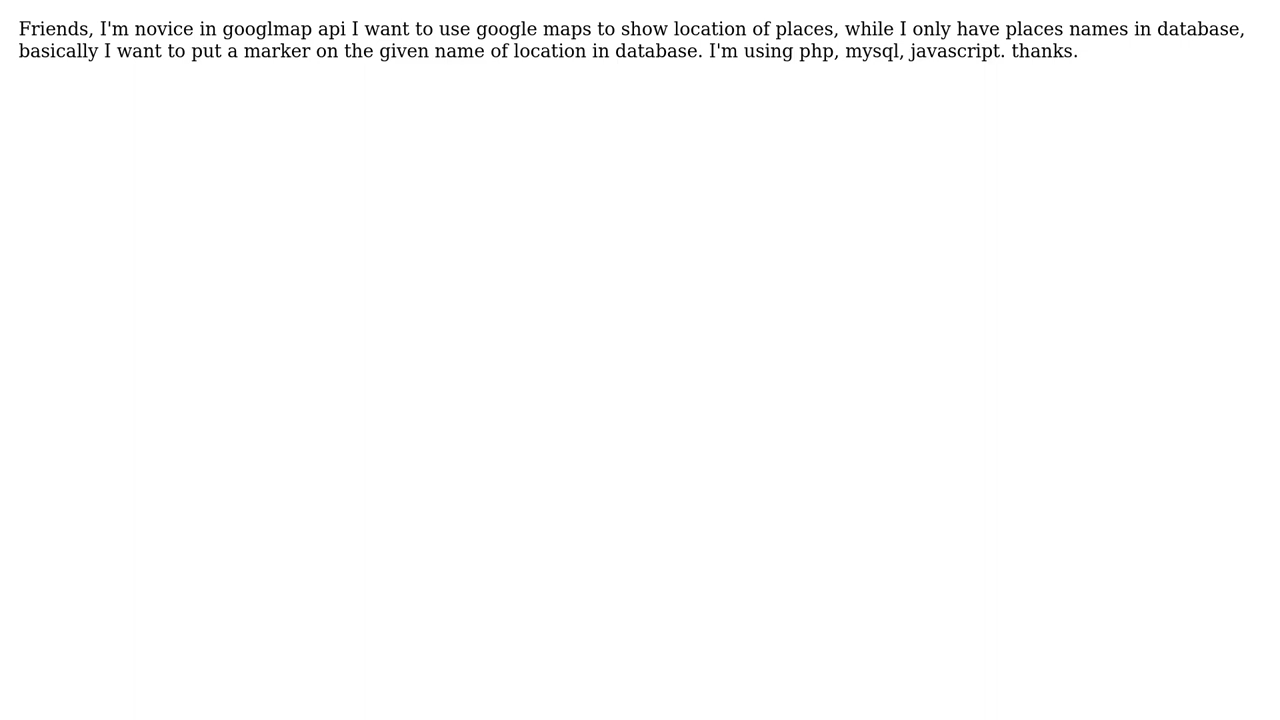 Friends, I'm novice in googlmap api I want to use google maps to show location of places, while I only have places names in database,
basically I want to put a marker on the given name of location in database. I'm using php, mysql, javascript. thanks.